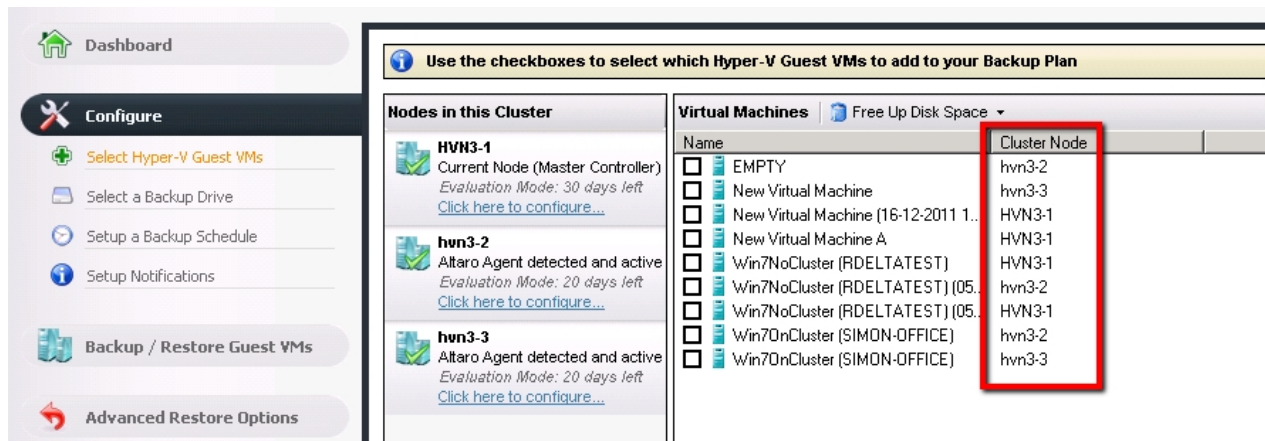 Dashboard
Configure
Select Hyper-V Guest VMs
Select a Backup Drive
Setup a Backup Schedule
Setup Notifications
Backup / Restore Guest VMs
Advanced Restore Options
Use the checkboxes to select which Hyper-V Guest VMs to add to your Backup Plan
Nodes in this Cluster
HVN3-1
Current Node (Master Controller)
Evaluation Mode: 30 days left
Click here to configure...
hvn3-2
Altaro Agent detected and active
Evaluation Mode: 20 days left
Click here to configure...
hvn3-3
Altaro Agent detected and active
Evaluation Mode: 20 days left
Click here to configure...
Virtual Machines Free Up Disk Space
Name Cluster Node
EMPTY hvn3-2
New Virtual Machine hvn3-3
New Virtual Machine (16-12-2011 1... HVN3-1
New Virtual Machine A HVN3-1
Win7NoCluster (RDELTATEST) HVN3-1
Win7NoCluster (RDELTATEST) (05... hvn3-2
Win7NoCluster (RDELTATEST) (05... HVN3-1
Win7OnCluster (SIMON-OFFICE) hvn3-2
Win7OnCluster (SIMON-OFFICE) hvn3-3